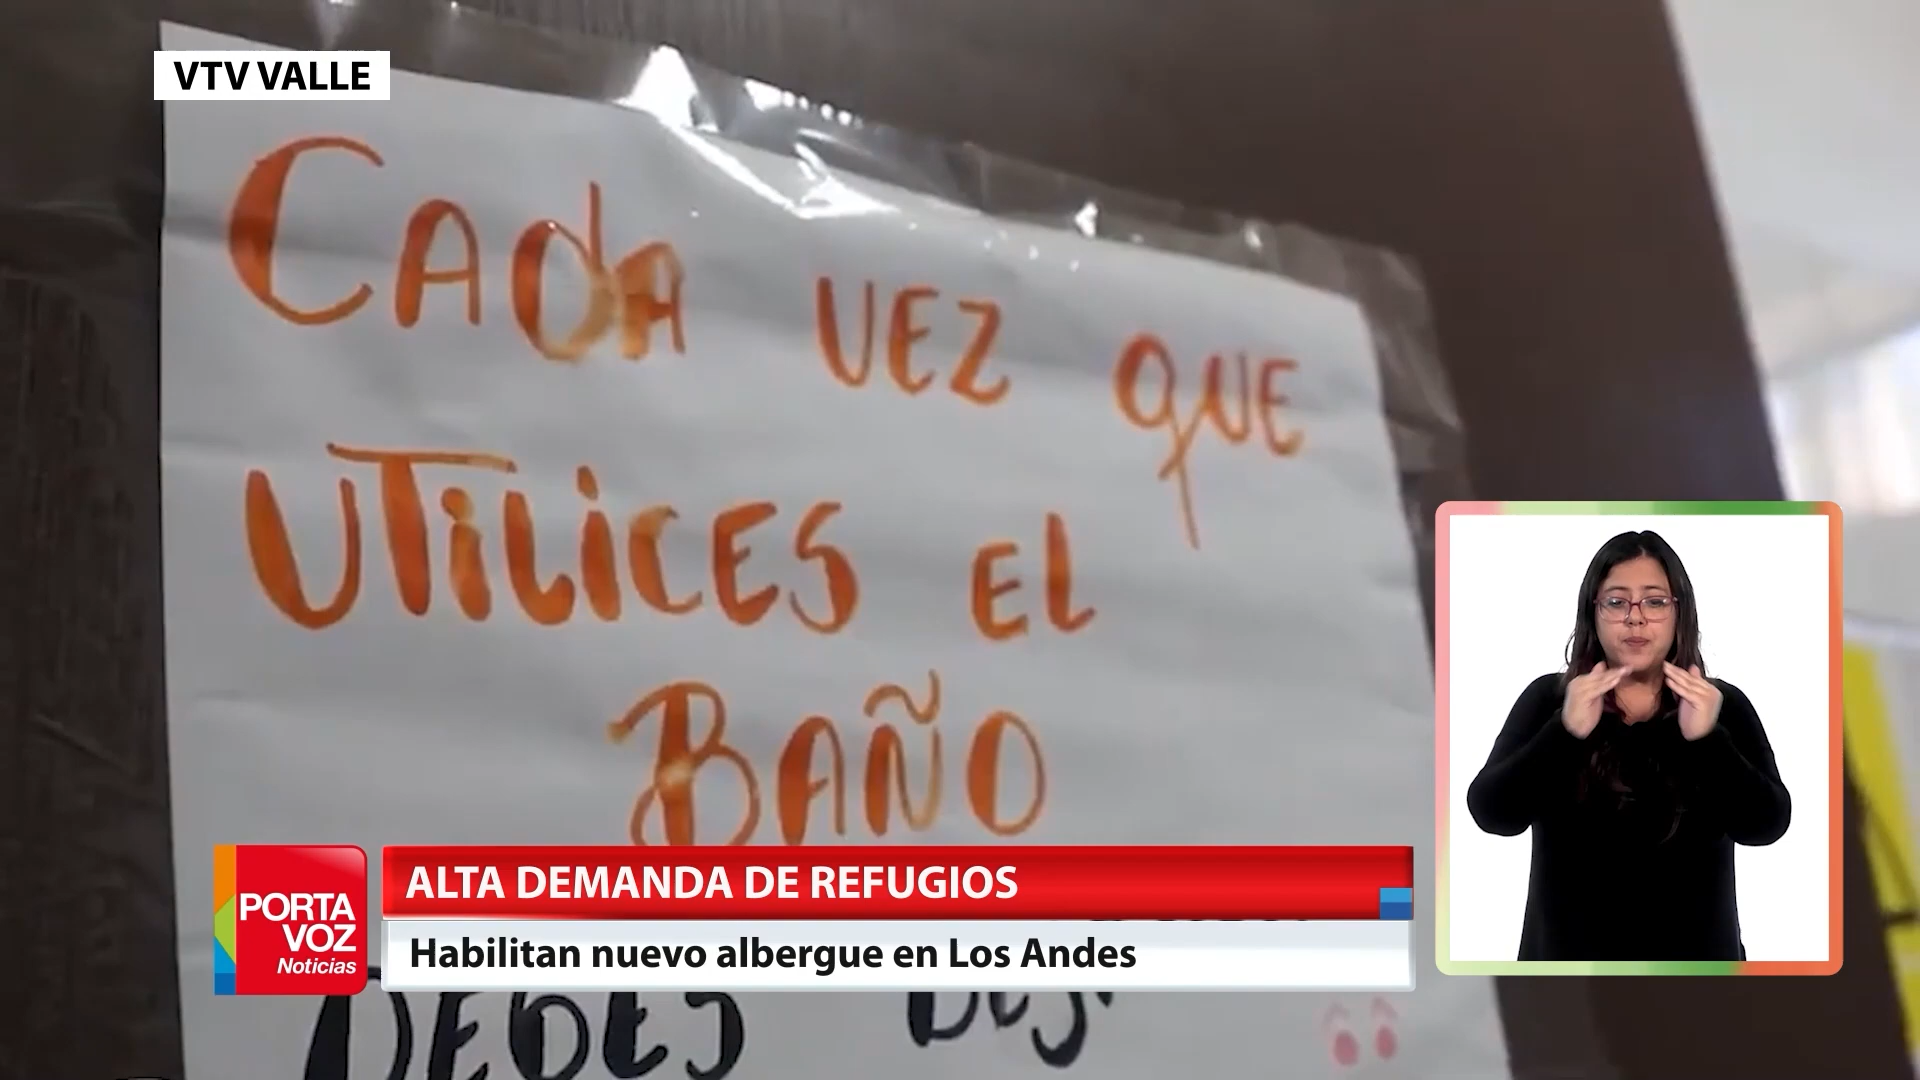 VTV VALLE
CADA VEZ QUE
UTILICES EL
BAÑO
ALTA DEMANDA DE REFUGIOS
PORTA
VOZ
Noticias
Habilitan nuevo albergue en Los Andes
DEBES